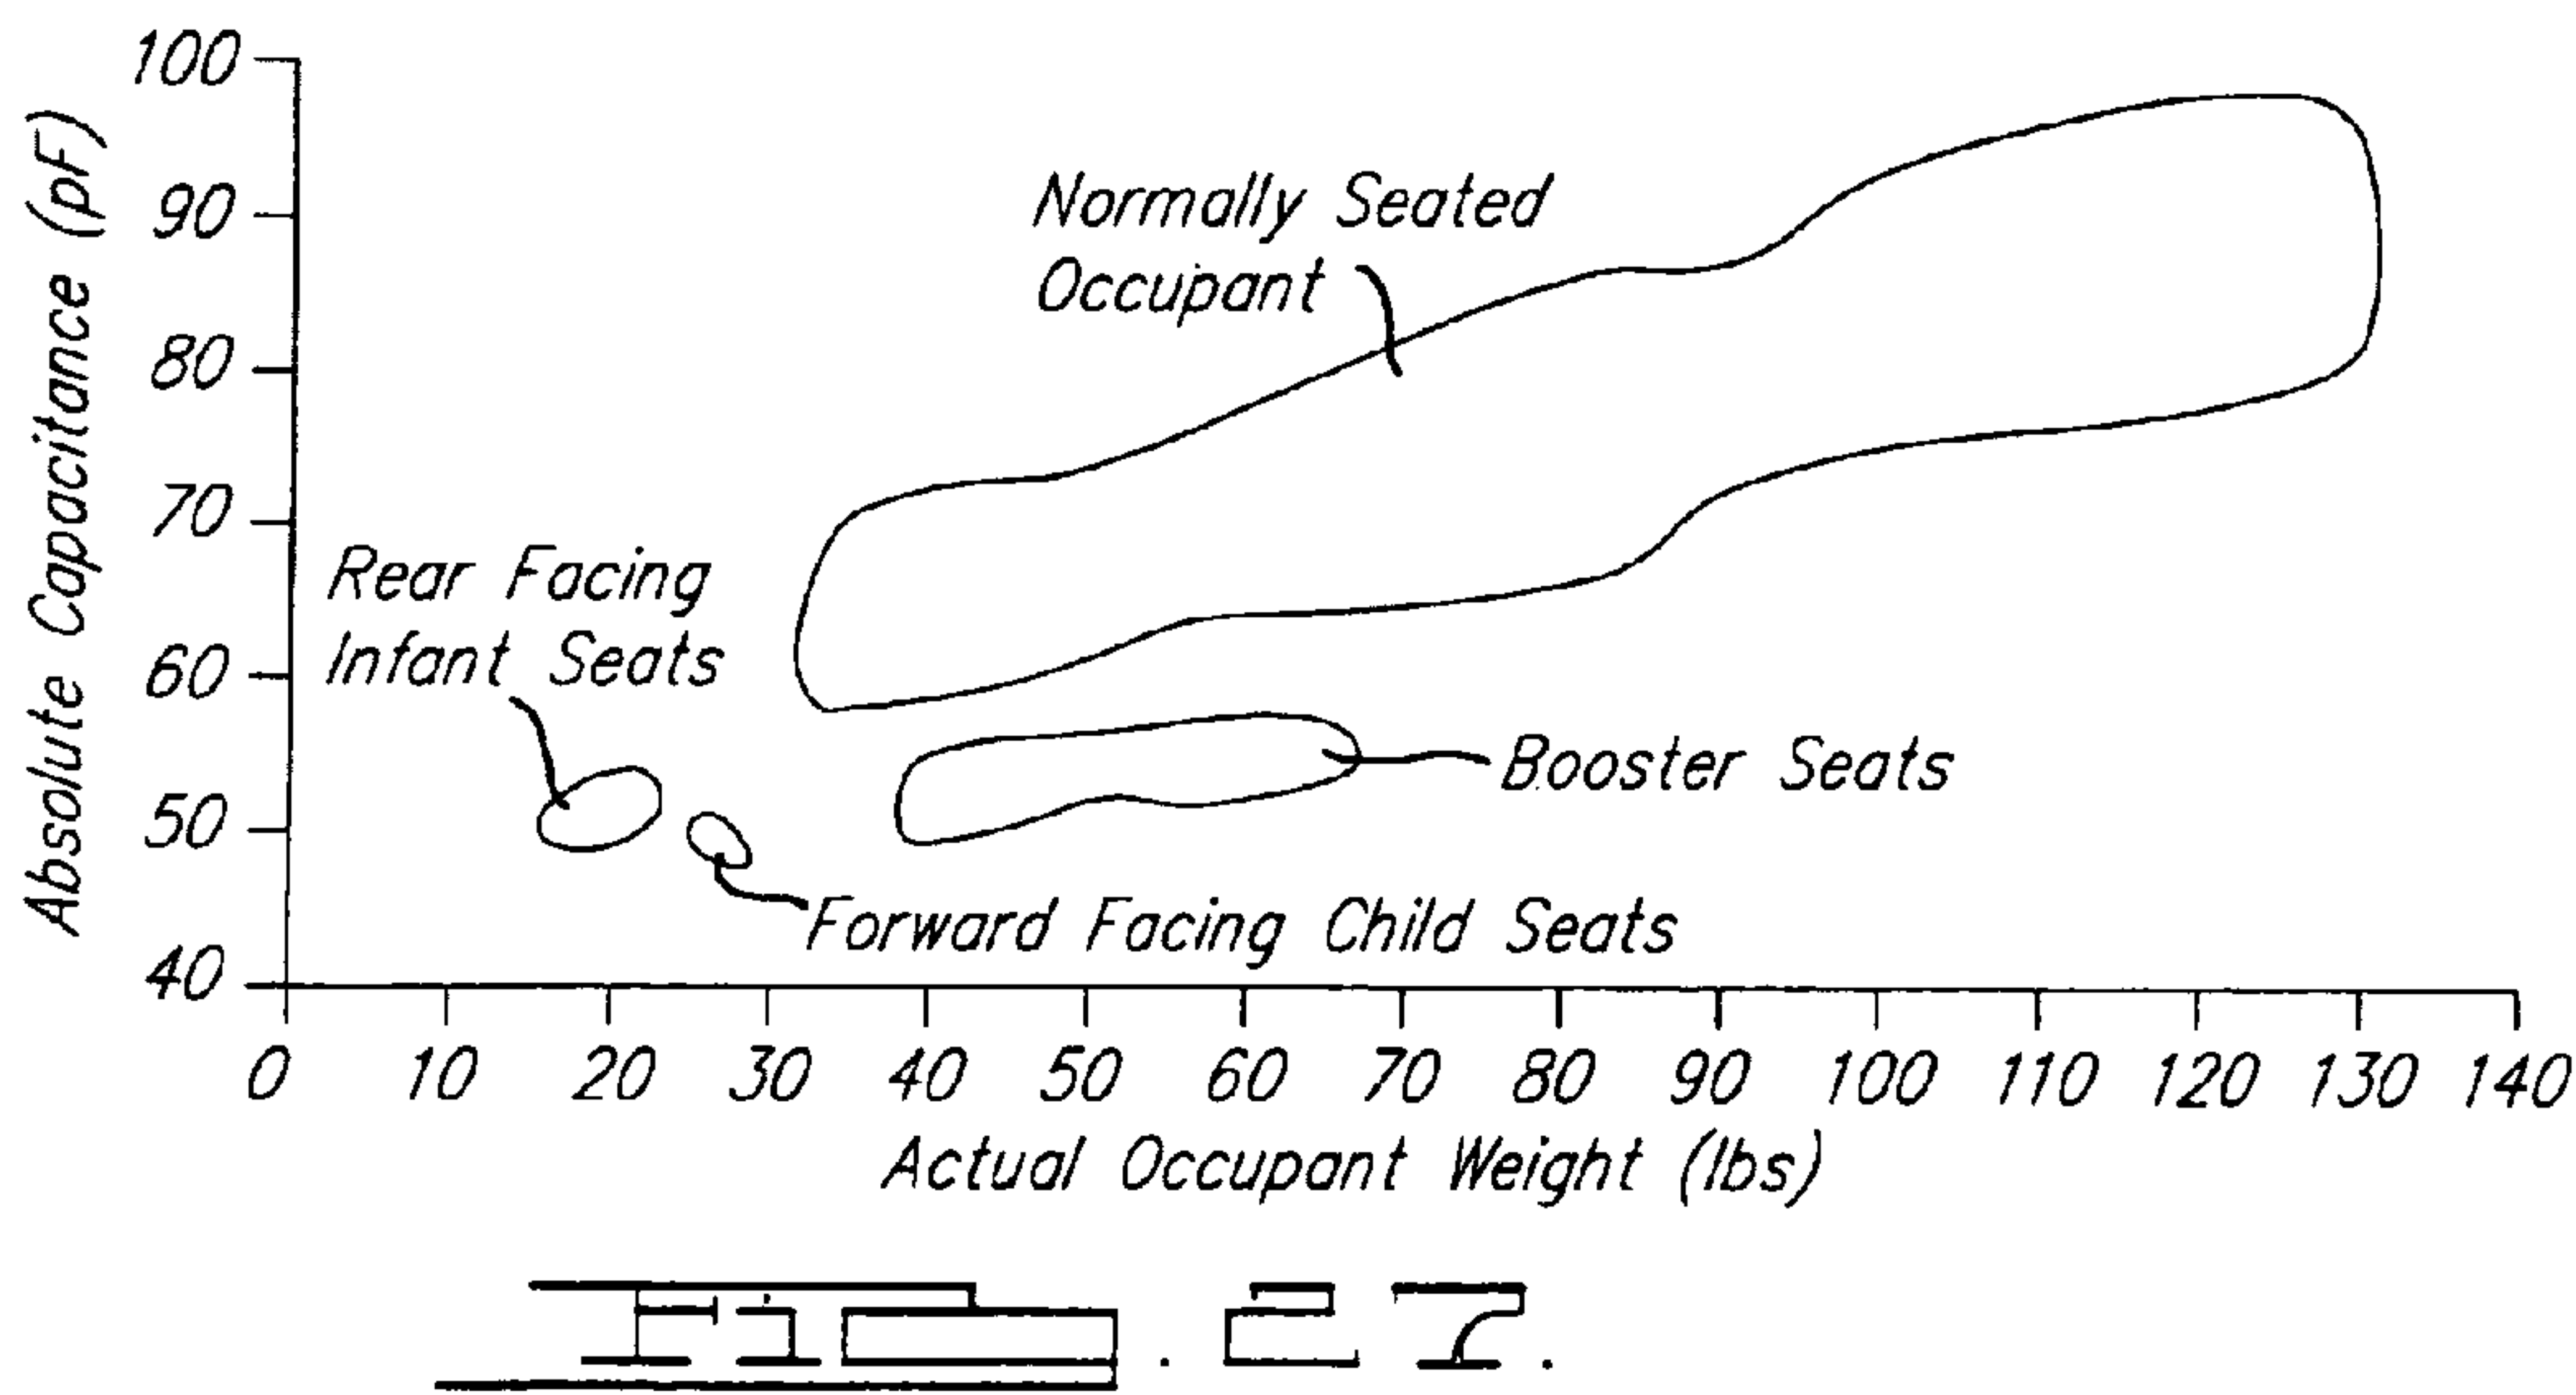 Absolute Capacitance (pF)
100
90
80
70
60
50
40
Normally Seated
Occupant
Rear Facing
Infant Seats
Booster Seats
Forward Facing Child Seats
0 10 20 30 40 50 60 70 80 90 100 110 120 130 140
Actual Occupant Weight (lbs)
FIG. 27.